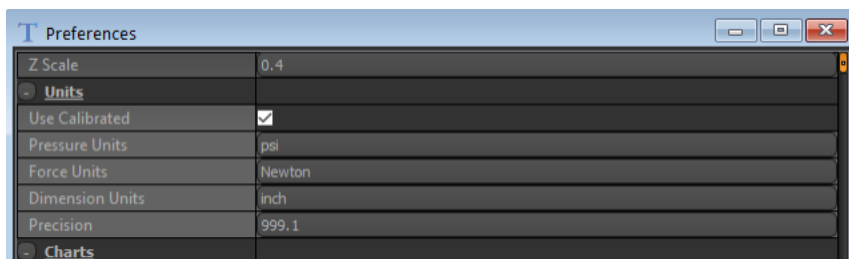 T Preferences
Z Scale 0.4
- Units
Use Calibrated
Pressure Units psi
Force Units Newton
Dimension Units inch
Precision 999.1
- Charts